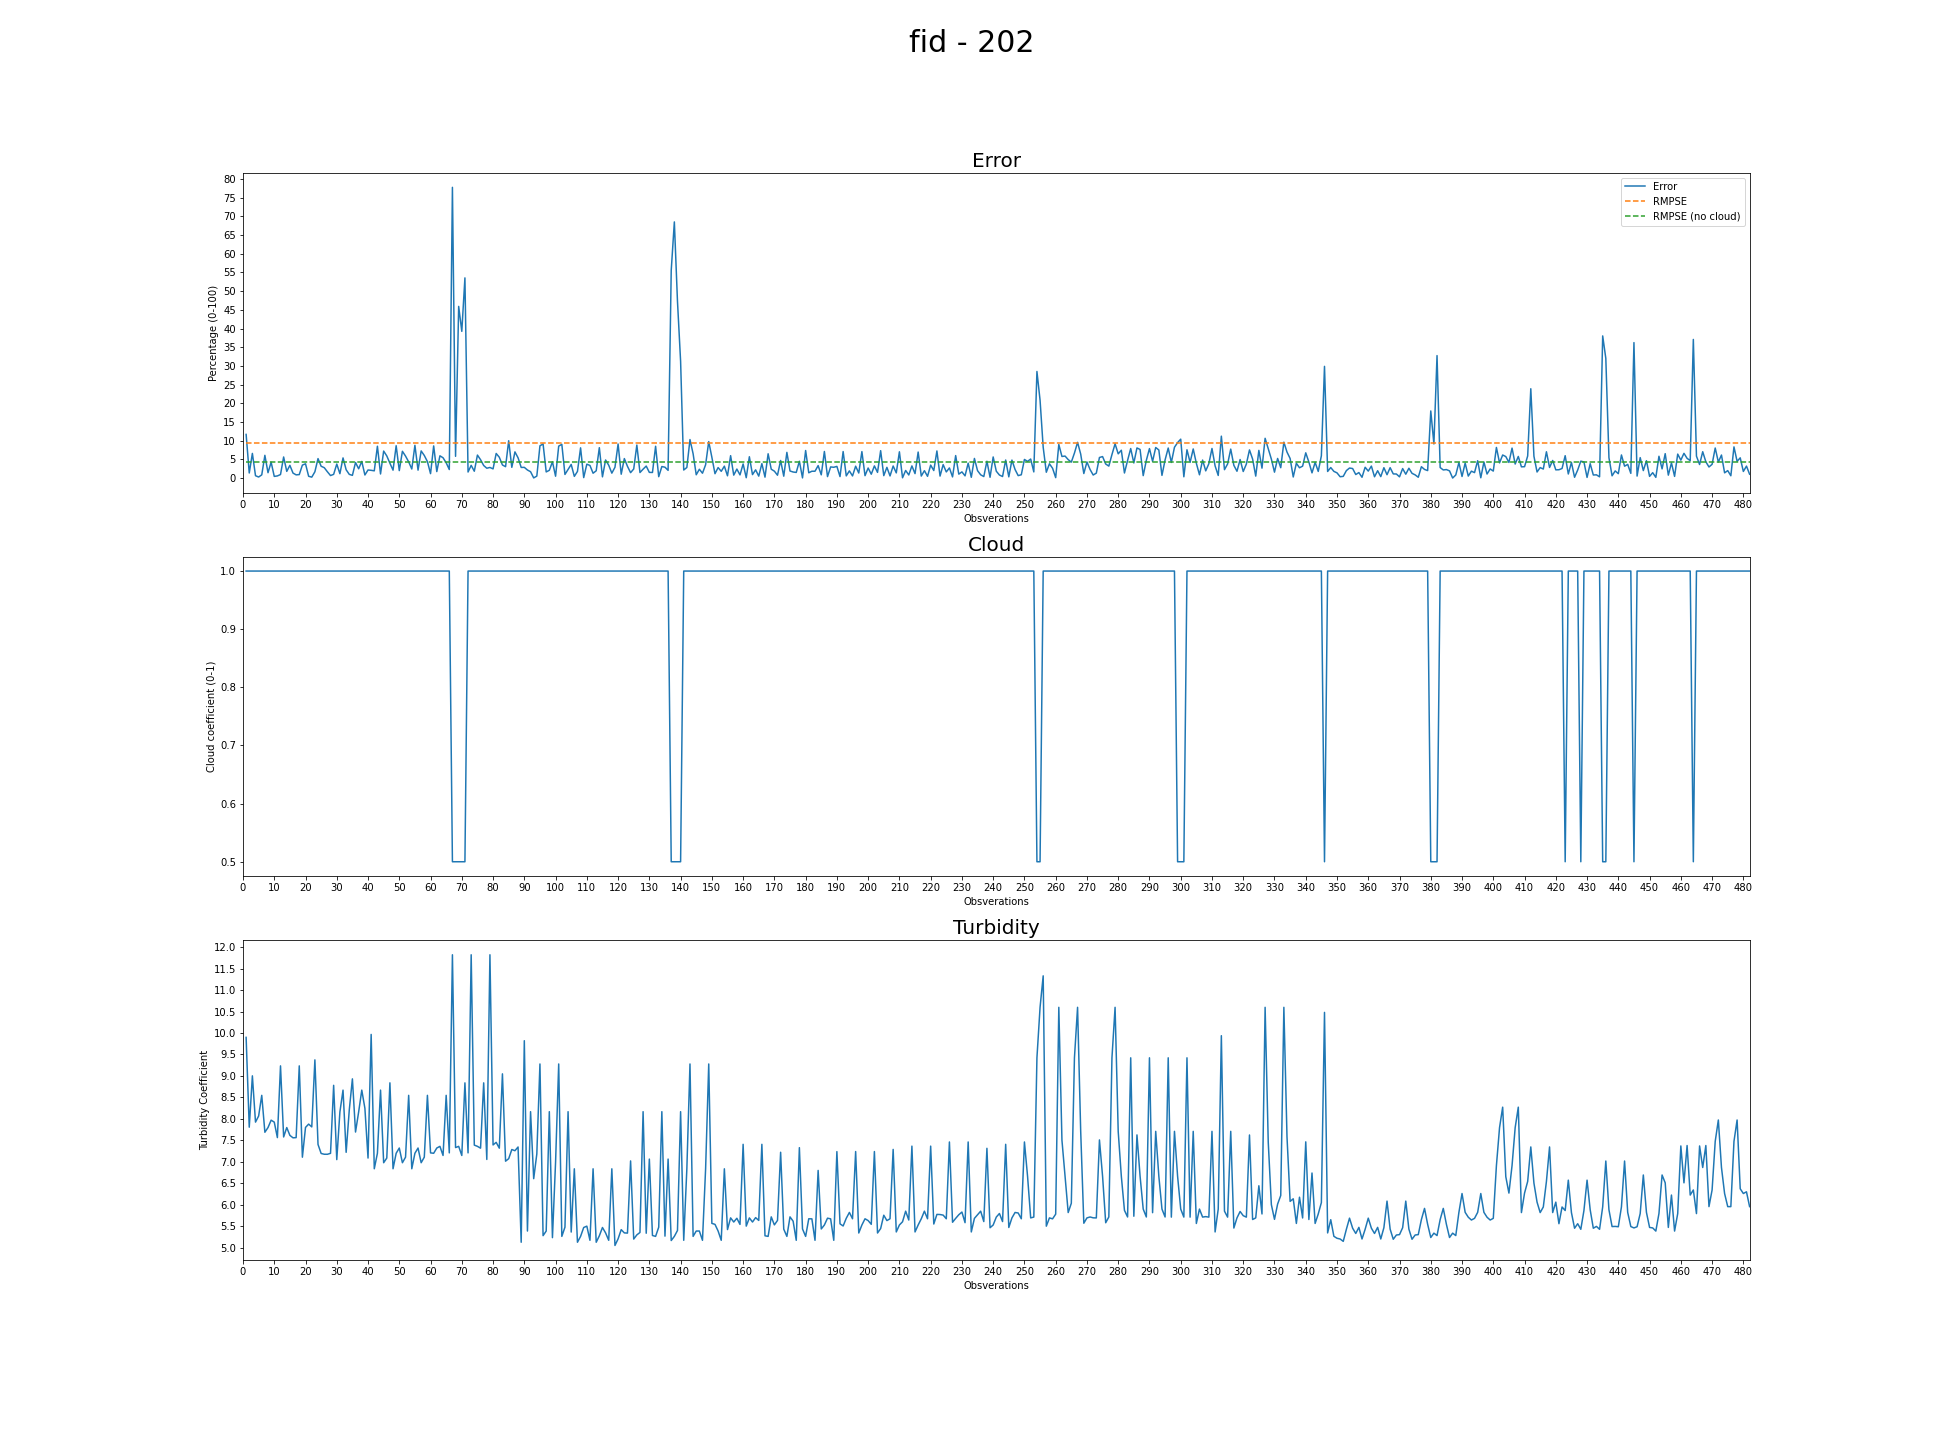 fid - 202
Error
80
75
70
65
60
55
50
45
40
35
30
25
20
15
10
5
0
Percentage (0-100)
Error
RMPSE
RMPSE (no cloud)
0 10 20 30 40 50 60 70 80 90 100 110 120 130 140 150 160 170 180 190 200 210 220 230 240 250 260 270 280 290 300 310 320 330 340 350 360 370 380 390 400 410 420 430 440 450 460 470 480
Obsverations
Cloud
1.0
0.9
0.8
0.7
0.6
0.5
Cloud coefficient (0-1)
0 10 20 30 40 50 60 70 80 90 100 110 120 130 140 150 160 170 180 190 200 210 220 230 240 250 260 270 280 290 300 310 320 330 340 350 360 370 380 390 400 410 420 430 440 450 460 470 480
Obsverations
Turbidity
12.0
11.5
11.0
10.5
10.0
9.5
9.0
8.5
8.0
7.5
7.0
6.5
6.0
5.5
5.0
Turbidity Coefficient
0 10 20 30 40 50 60 70 80 90 100 110 120 130 140 150 160 170 180 190 200 210 220 230 240 250 260 270 280 290 300 310 320 330 340 350 360 370 380 390 400 410 420 430 440 450 460 470 480
Obsverations